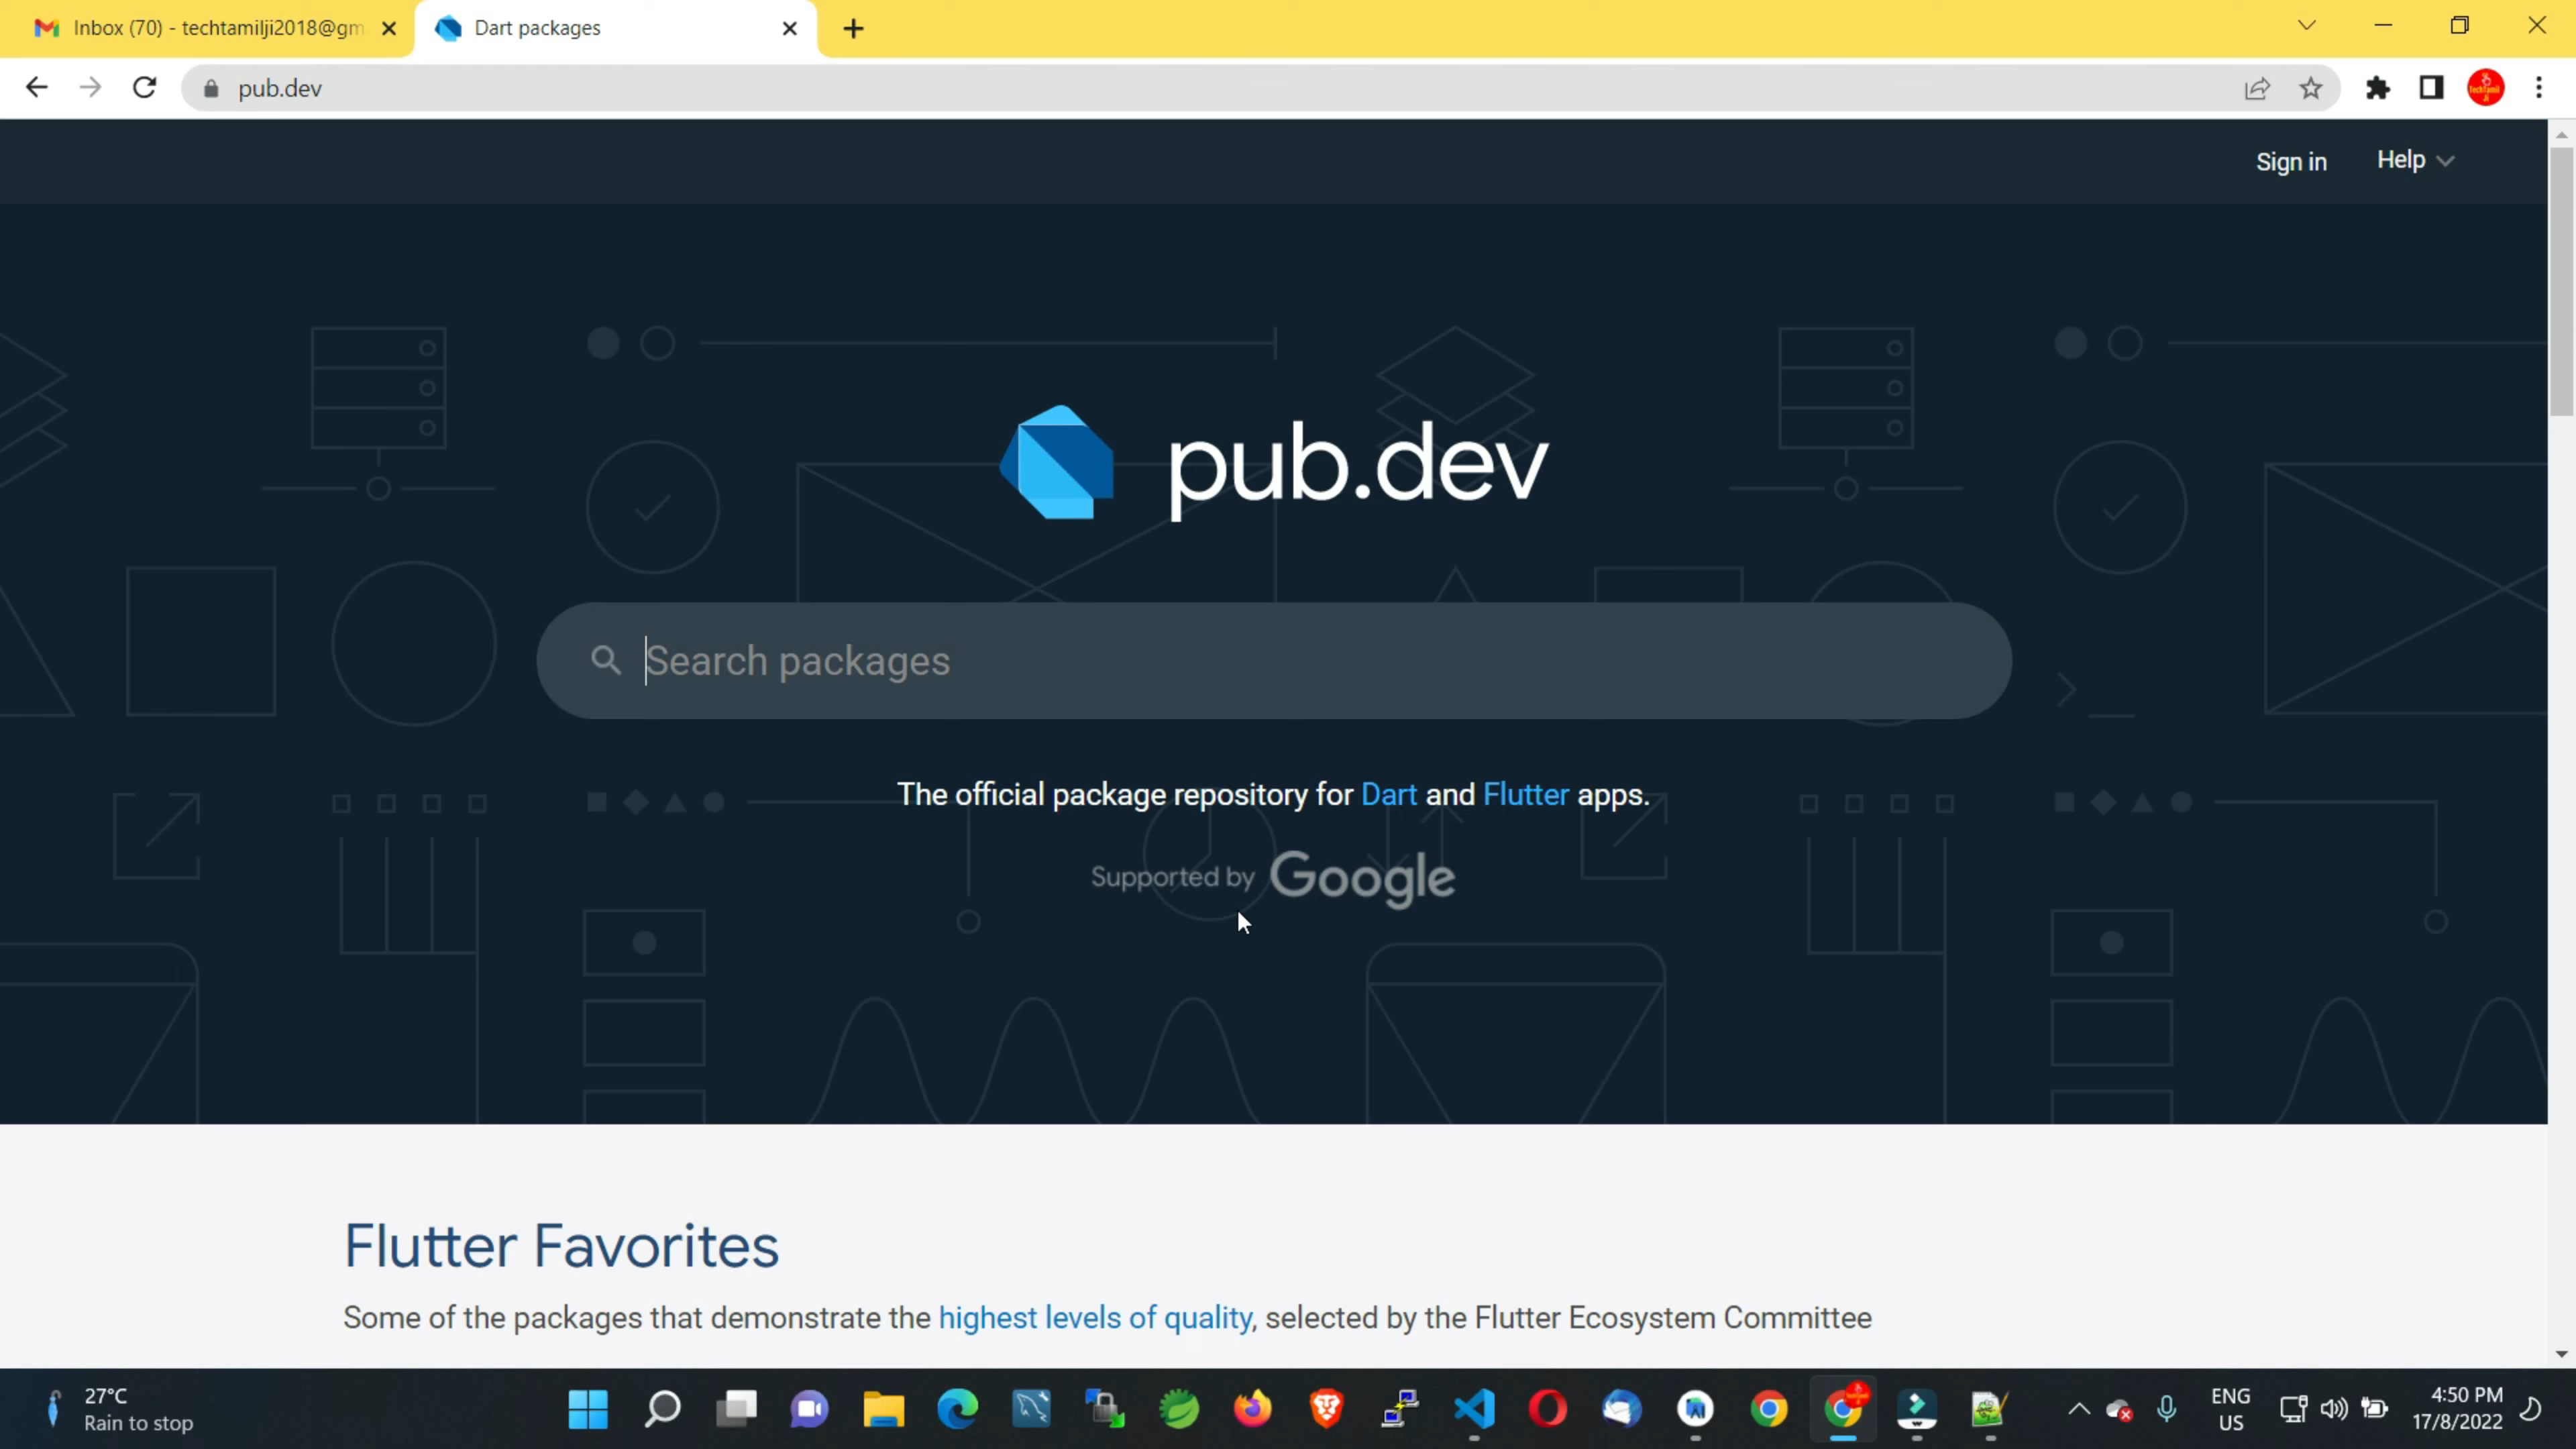 Inbox (70) - techtamilji2018@gm
Dart packages
pub.dev
Sign in
Help
pub.dev
Search packages
The official package repository for Dart and Flutter apps.
Supported by Google
Flutter Favorites
Some of the packages that demonstrate the highest levels of quality, selected by the Flutter Ecosystem Committee
27°C
Rain to stop
ENG
US
4:50 PM
17/8/2022